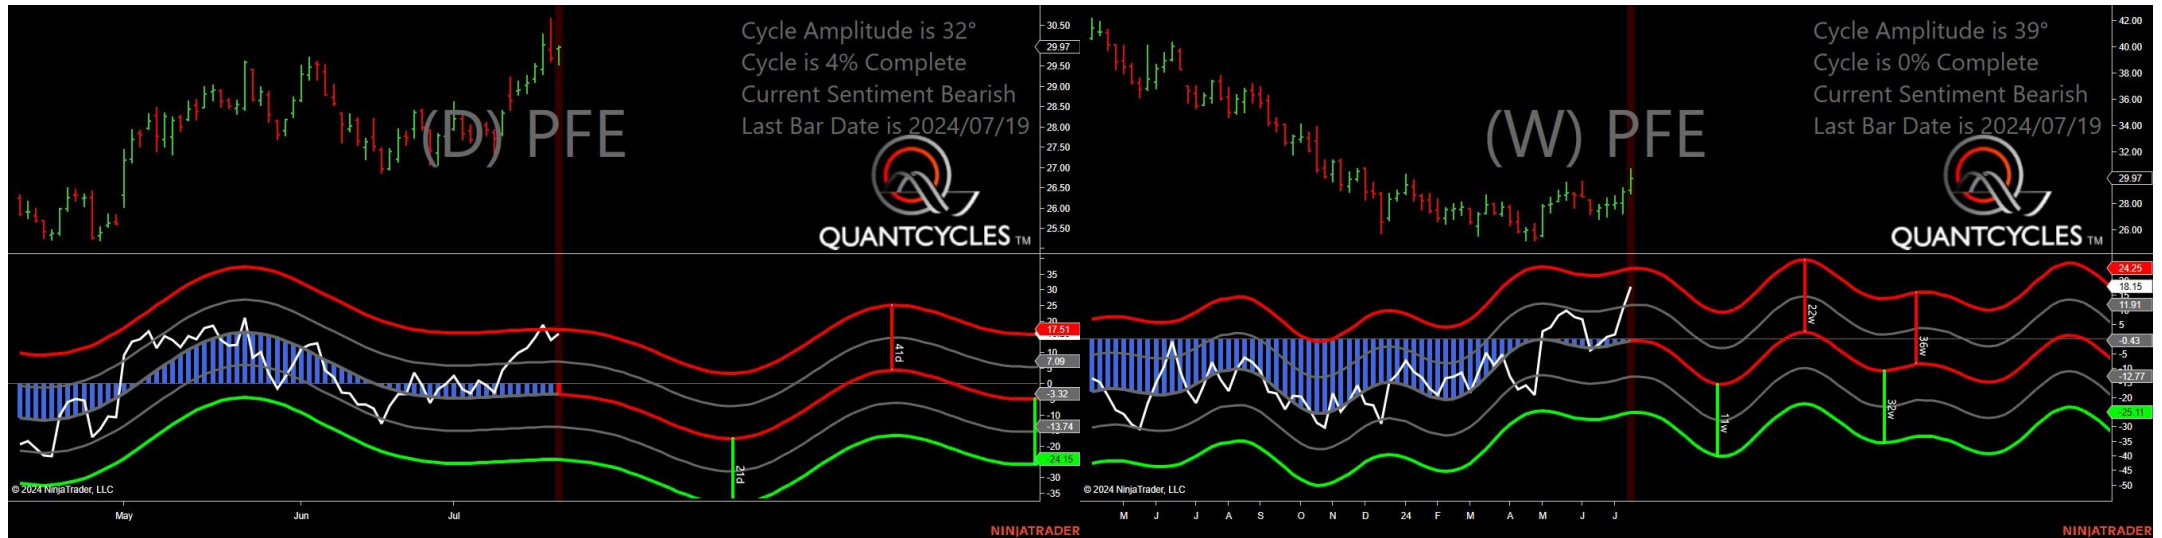 Cycle Amplitude is 32°
Cycle is 4% Complete
Current Sentiment Bearish
Last Bar Date is 2024/07/19
(D) PFE
QUANTCYCLES TM
30.50
29.97
29.50
29.00
28.50
28.00
27.50
27.00
26.50
26.00
25.50
35
30
25
20
17.51
10
7.09
5
0
-3.32
-10
-13.74
-20
-24.15
-30
-35
41d
21d
© 2024 NinjaTrader, LLC
May
Jun
Jul
NINJATRADER
Cycle Amplitude is 39°
Cycle is 0% Complete
Current Sentiment Bearish
Last Bar Date is 2024/07/19
(W) PFE
QUANTCYCLES TM
42.00
40.00
38.00
36.00
34.00
32.00
29.97
28.00
26.00
24.25
18.15
11.91
5
-0.43
-5
-12.77
-20
-25.11
-30
-35
-40
-45
-50
22w
36w
11w
32w
© 2024 NinjaTrader, LLC
M J J A S O N D 24 F M A M J J
NINJATRADER